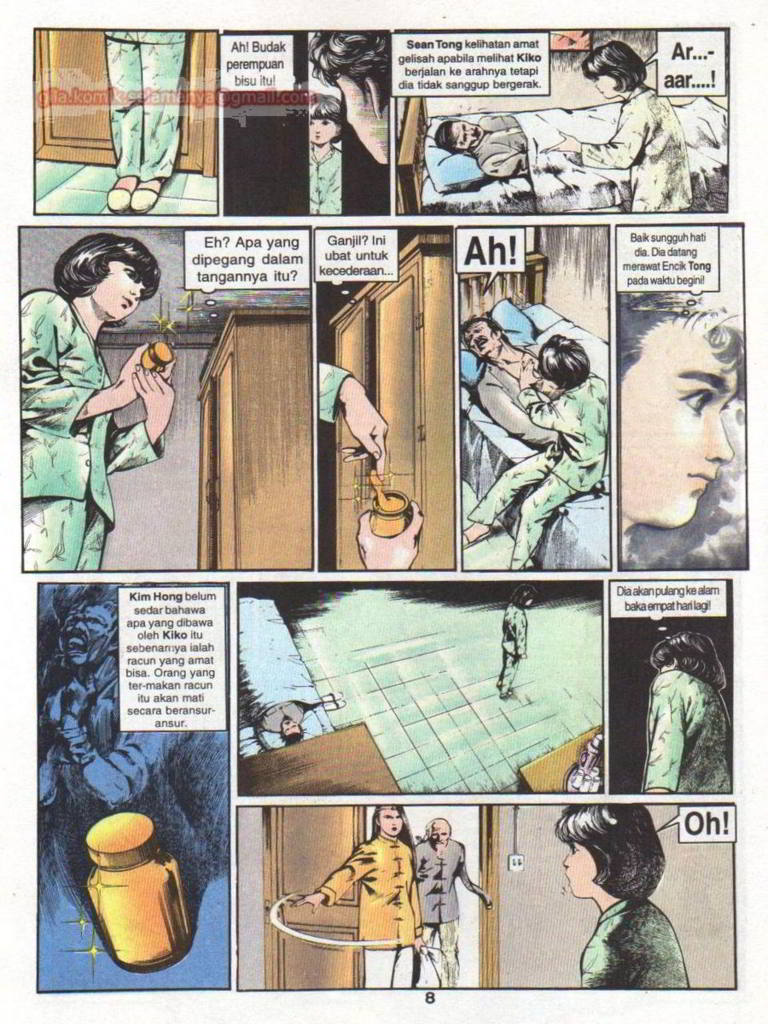 Ah! Budak
perempuan
bisu itu!
Sean Tong kelihatan amat
gelisah apabila melihat Kiko
berjalan ke arahnya tetapi
dia tidak sanggup bergerak.
Ar...-
aar....!
Eh? Apa yang
dipegang dalam
tangannya itu?
Ganjil? Ini
ubat untuk
kecederaan...
Ah!
Baik sungguh hati
dia. Dia datang
merawat Encik Tong
pada waktu begini!
Kim Hong belum
sedar bahawa
apa yang dibawa
oleh Kiko itu
sebenarnya ialah
racun yang amat
bisa. Orang yang
ter-makan racun
itu akan mati
secara beransur-
ansur.
Dia akan pulang ke alam
baka empat hari lagi!
Oh!
8